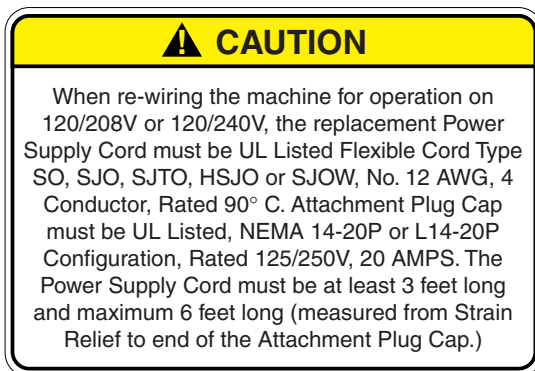 CAUTION
When re-wiring the machine for operation on
120/208V or 120/240V, the replacement Power
Supply Cord must be UL Listed Flexible Cord Type
SO, SJO, SJTO, HSJO or SJOW, No. 12 AWG, 4
Conductor, Rated 90° C. Attachment Plug Cap
must be UL Listed, NEMA 14-20P or L14-20P
Configuration, Rated 125/250V, 20 AMPS. The
Power Supply Cord must be at least 3 feet long
and maximum 6 feet long (measured from Strain
Relief to end of the Attachment Plug Cap.)